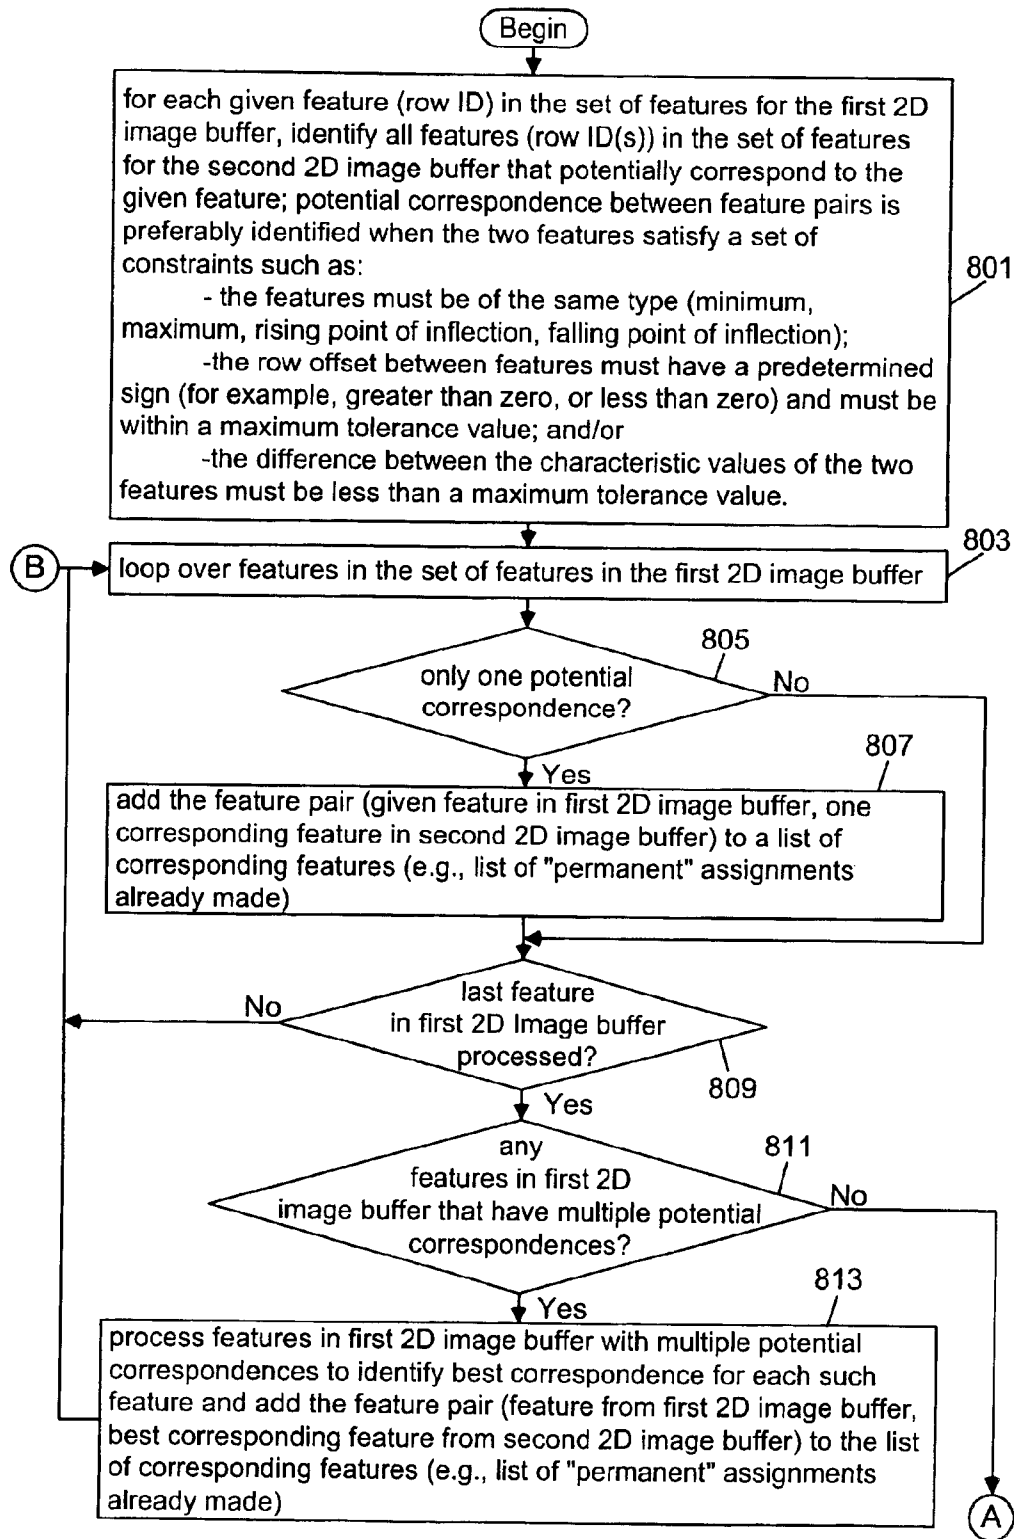 Begin
for each given feature (row ID) in the set of features for the first 2D
image buffer, identify all features (row ID(s)) in the set of features
for the second 2D image buffer that potentially correspond to the
given feature; potential correspondence between feature pairs is
preferably identified when the two features satisfy a set of
constraints such as:
- the features must be of the same type (minimum,
maximum, rising point of inflection, falling point of inflection);
-the row offset between features must have a predetermined
sign (for example, greater than zero, or less than zero) and must be
within a maximum tolerance value; and/or
-the difference between the characteristic values of the two
features must be less than a maximum tolerance value.
801
B
loop over features in the set of features in the first 2D image buffer
803
only one potential
correspondence?
805
No
Yes
807
add the feature pair (given feature in first 2D image buffer, one
corresponding feature in second 2D image buffer) to a list of
corresponding features (e.g., list of "permanent" assignments
already made)
No
last feature
in first 2D Image buffer
processed?
809
Yes
any
features in first 2D
image buffer that have multiple potential
correspondences?
811
No
Yes
813
process features in first 2D image buffer with multiple potential
correspondences to identify best correspondence for each such
feature and add the feature pair (feature from first 2D image buffer,
best corresponding feature from second 2D image buffer) to the list
of corresponding features (e.g., list of "permanent" assignments
already made)
A